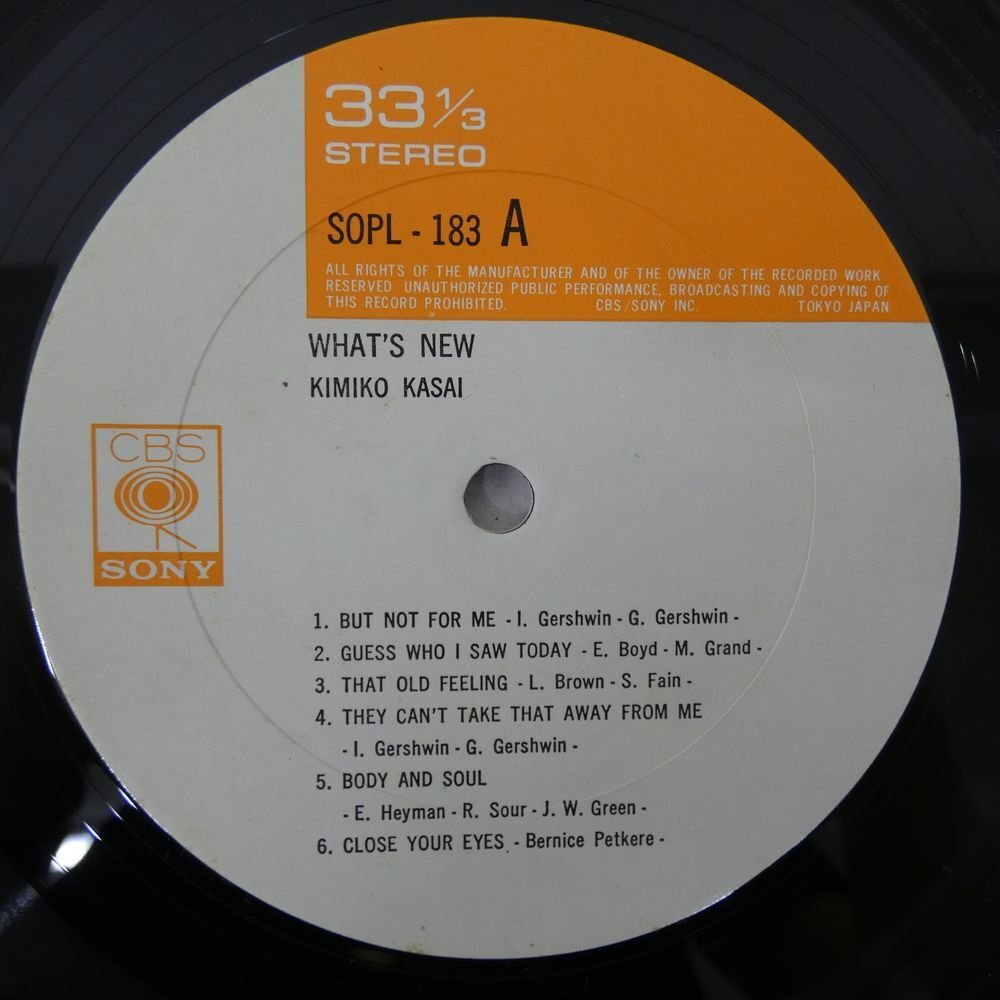 33 1/3
STEREO
SOPL - 183 A
ALL RIGHTS OF THE MANUFACTURER AND OF THE OWNER OF THE RECORDED WORK
RESERVED UNAUTHORIZED PUBLIC PERFORMANCE, BROADCASTING AND COPYING OF
THIS RECORD PROHIBITED. CBS/SONY INC. TOKYO JAPAN.
WHAT'S NEW
KIMIKO KASAI
CBS
SONY
1. BUT NOT FOR ME - I. Gershwin - G. Gershwin -
2. GUESS WHO I SAW TODAY - E. Boyd - M. Grand -
3. THAT OLD FEELING - L. Brown - S. Fain -
4. THEY CAN'T TAKE THAT AWAY FROM ME
- I. Gershwin - G. Gershwin -
5. BODY AND SOUL
- E. Heyman - R. Sour - J. W. Green -
6. CLOSE YOUR EYES - Bernice Petkere -